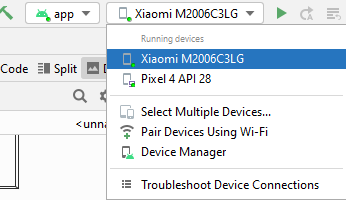 app
Xiaomi M2006C3LG
Running devices
Xiaomi M2006C3LG
Pixel 4 API 28
Code
Split
Select Multiple Devices...
Pair Devices Using Wi-Fi
Device Manager
Troubleshoot Device Connections